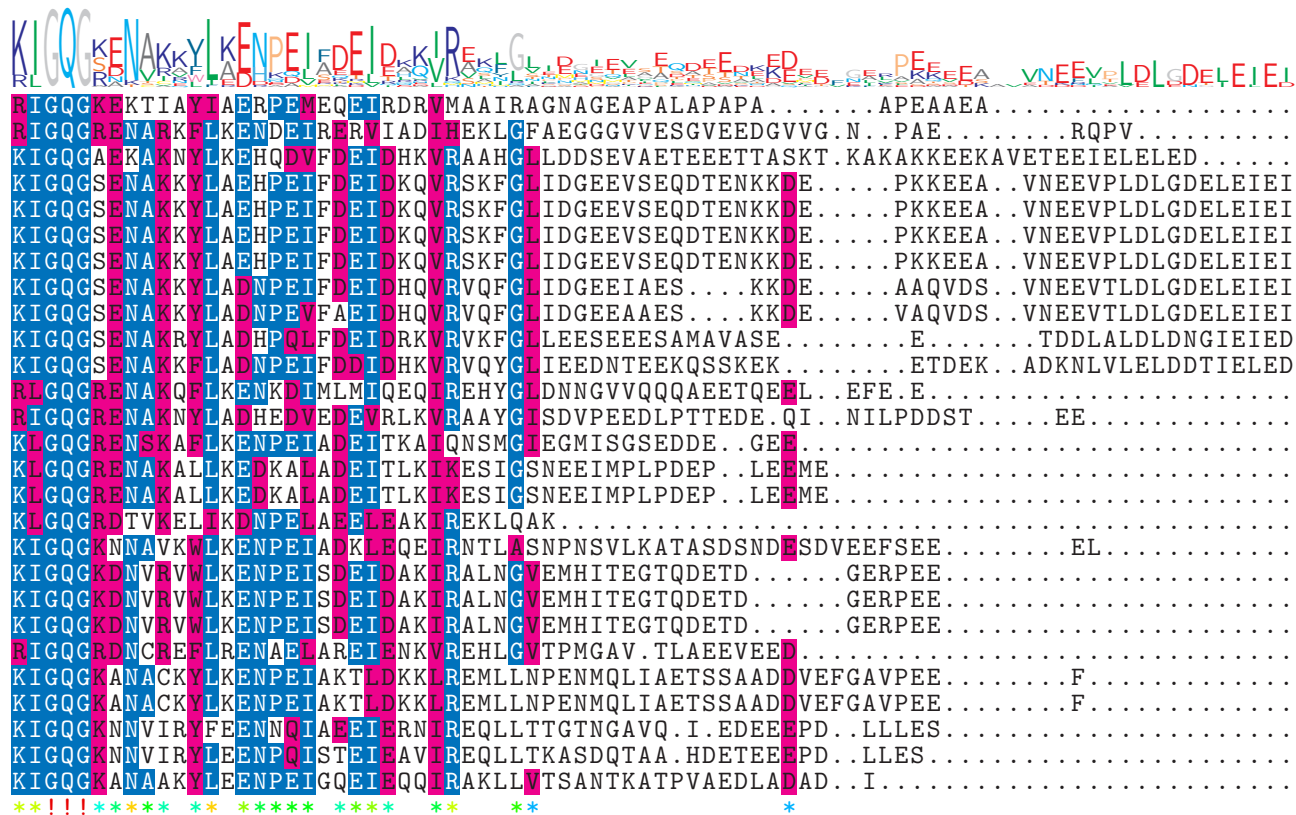 KIGQGKENAKKYLKENPEIFDEIDKKVREKLG
RIGQGKEKTIAYIAERPEMEQEIRDRVMAAIRAGNAGEAPALAPAPA.......APEAAEA...................
RIGQGRENARKFLKENDEIRERVIADIHEKLGFAEGGGVVESGVEEDGVVG.N..PAE........RQPV..........
KIGQGAEKAKNYLKEHQDVFDEIDHKVRAAHGLLDDSEVAETEEETTASKT.KAKAKKEEKAVETEEIELELED......
KIGQGSENAKKYLAEHPEIFDEIDKQVRSKFGLIDGEEVSEQDTENKKDE.....PKKEEA..VNEEVPLDLGDELEIEI
KIGQGSENAKKYLAEHPEIFDEIDKQVRSKFGLIDGEEVSEQDTENKKDE.....PKKEEA..VNEEVPLDLGDELEIEI
KIGQGSENAKKYLAEHPEIFDEIDKQVRSKFGLIDGEEVSEQDTENKKDE.....PKKEEA..VNEEVPLDLGDELEIEI
KIGQGSENAKKYLAEHPEIFDEIDKQVRSKFGLIDGEEVSEQDTENKKDE.....PKKEEA..VNEEVPLDLGDELEIEI
KIGQGSENAKKYLADNPEIFDEIDHQVRVQFGLIDGEEIAES....KKDE.....AAQVDS..VNEEVTLDLGDELEIEI
KIGQGSENAKKYLADNPEVFAEIDHQVRVQFGLIDGEEAAES....KKDE.....VAQVDS..VNEEVTLDLGDELEIEI
KIGQGSENAKRYLADHPQLFDEIDRKVRVKFGLLEESEEESAMAVASE........E.......TDDLALDLDNGIEIED
KIGQGSENAKKFLADNPEIFDDIDHKVRVQYGLIEEDNTEEKQSSKEK........ETDEK..ADKNLVLELDDTIELED
RLGQGRENAKQFLKENKDIMLMIQEQIREHYGLDNNGVVQQQAEETQEEL..EFE.E.......................
RIGQGRENAKNYLADHEDVEDEVRLKVRAAYGISDVPEEDLPTTEDE.QI..NILPDDST.....EE.............
KLGQGRENSKAFLKENPEIADEITKAIQNSMGIEGMISGSEDDE..GEE...............................
KLGQGRENAKALLKEDKALADEITLKIKESIGSNEEIMPLPDEP..LEEME.............................
KLGQGRENAKALLKEDKALADEITLKIKESIGSNEEIMPLPDEP..LEEME.............................
KLGQGRDTVKELIKDNPELAEELEAKIREKLQAK..............................................
KIGQGKNNAVKWLKENPEIADKLEQEIRNTLASNPNSVLKATASDSNDESDVEEFSEE........EL............
KIGQGKDNVRVWLKENPEISDEIDAKIRALNGVEMHITEGTQDETD......GERPEE......................
KIGQGKDNVRVWLKENPEISDEIDAKIRALNGVEMHITEGTQDETD......GERPEE......................
KIGQGKDNVRVWLKENPEISDEIDAKIRALNGVEMHITEGTQDETD......GERPEE......................
RIGQGRDNCREFLRENAELAREIENKVREHLGVTPMGAV.TLAEEVEED...............................
KIGQGKANACKYLKENPEIAKTLDKKLREMLLNPENMQLIAETSSAADDVEFGAVPEE........F.............
KIGQGKANACKYLKENPEIAKTLDKKLREMLLNPENMQLIAETSSAADDVEFGAVPEE........F.............
KIGQGKNNVIRYFEENNQIAEEIERNIREQLLTTGTNGAVQ.I.EDEEEPD..LLLES......................
KIGQGKNNVIRYLEENPQISTEIEAVIREQLLTKASDQTAA.HDETEEEPD..LLES.......................
KIGQGKANAAKYLEENPEIGQEIEQQIRAKLLVTSANTKATPVAEDLADAD..I..........................
**!!!***** ** ***** **** ** ** *